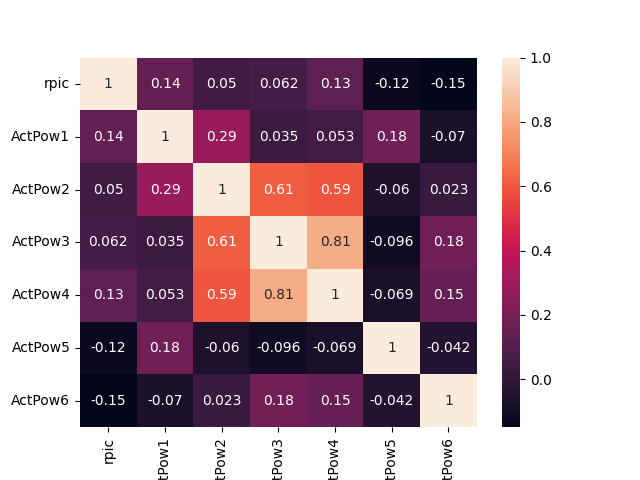 rpic 1 0.14 0.05 0.062 0.13 -0.12 -0.15
ActPow1 0.14 1 0.29 0.035 0.053 0.18 -0.07
ActPow2 0.05 0.29 1 0.61 0.59 -0.06 0.023
ActPow3 0.062 0.035 0.61 1 0.81 -0.096 0.18
ActPow4 0.13 0.053 0.59 0.81 1 -0.069 0.15
ActPow5 -0.12 0.18 -0.06 -0.096 -0.069 1 -0.042
ActPow6 -0.15 -0.07 0.023 0.18 0.15 -0.042 1
rpic
tPow1
tPow2
tPow3
tPow4
tPow5
tPow6
1.0
0.8
0.6
0.4
0.2
0.0